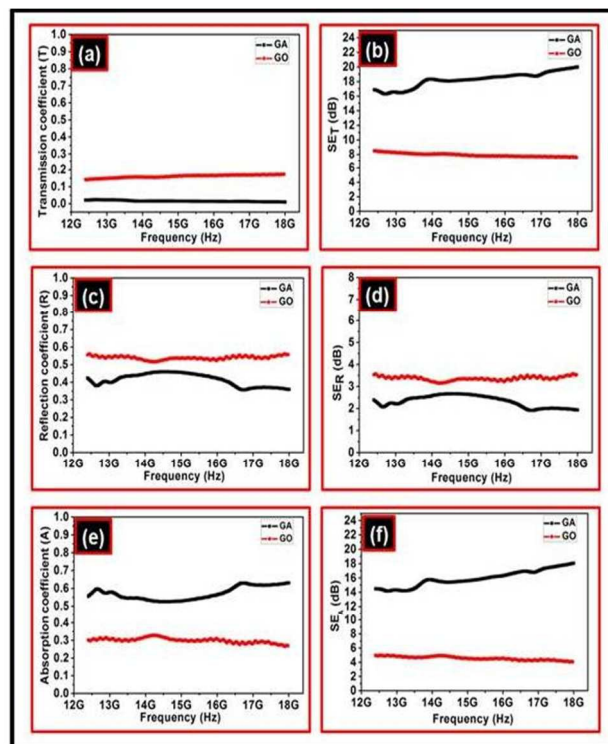 (a)
GA
GO
Transmission coefficient (T)
1.0
0.9
0.8
0.7
0.6
0.5
0.4
0.3
0.2
0.1
0.0
12G 13G 14G 15G 16G 17G 18G
Frequency (Hz)
(b)
GA
GO
SET (dB)
24
22
20
18
16
14
12
10
8
6
4
2
0
12G 13G 14G 15G 16G 17G 18G
Frequency (Hz)
(c)
GA
GO
Reflection coefficient (R)
1.0
0.9
0.8
0.7
0.6
0.5
0.4
0.3
0.2
0.1
0.0
12G 13G 14G 15G 16G 17G 18G
Frequency (Hz)
(d)
GA
GO
SER (dB)
8
7
6
5
4
3
2
1
0
12G 13G 14G 15G 16G 17G 18G
Frequency (Hz)
(e)
GA
GO
Absorption coefficient (A)
1.0
0.9
0.8
0.7
0.6
0.5
0.4
0.3
0.2
0.1
0.0
12G 13G 14G 15G 16G 17G 18G
Frequency (Hz)
(f)
GA
GO
SEA (dB)
24
22
20
18
16
14
12
10
8
6
4
2
0
12G 13G 14G 15G 16G 17G 18G
Frequency (Hz)